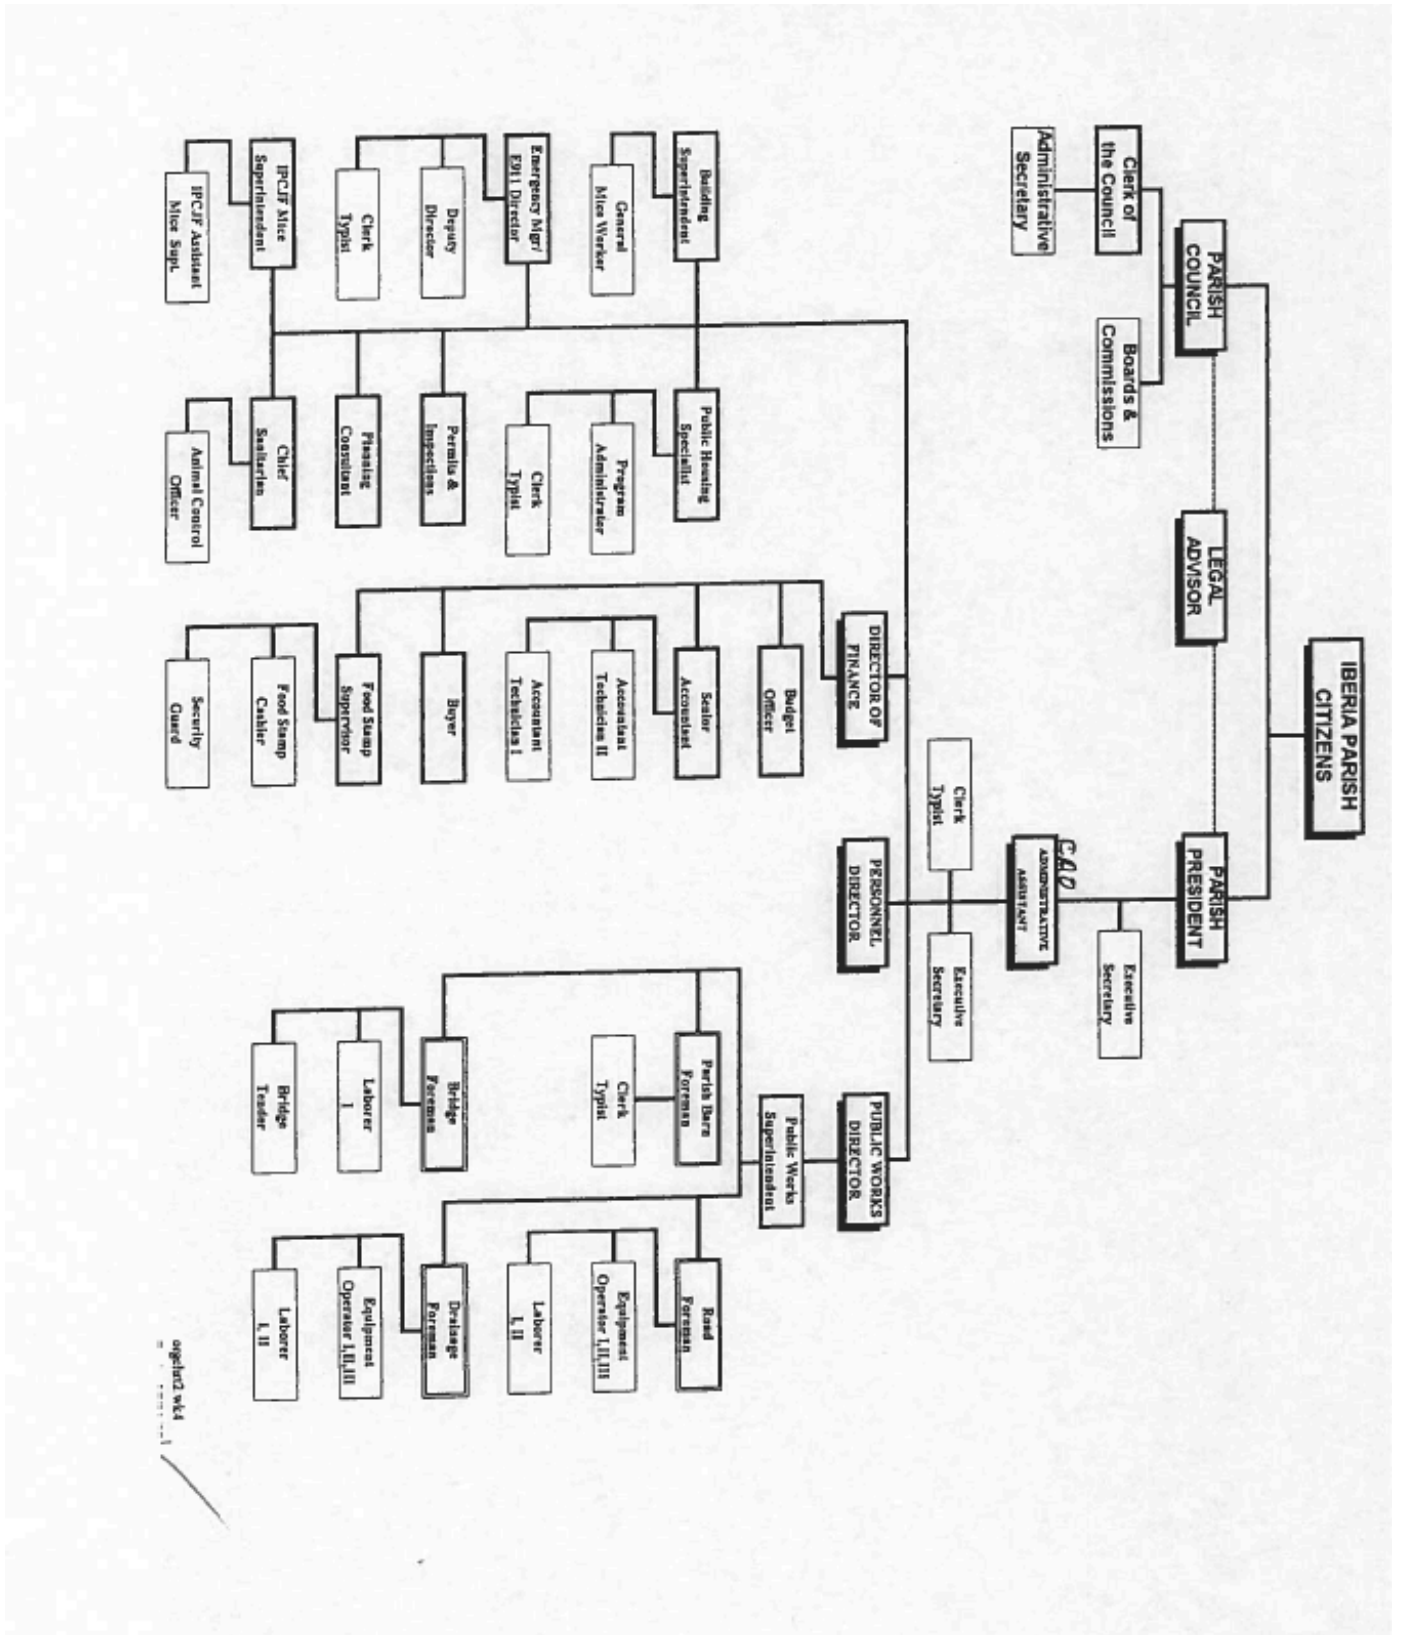 IBERIA PARISH
CITIZENS
PARISH
COUNCIL
LEGAL
ADVISOR
PARISH
PRESIDENT
Clerk of
the Council
Boards &
Commissions
Executive
Secretary
Administrative
Secretary
CAO
ADMINISTRATIVE
ASSISTANT
Clerk
Typist
Executive
Secretary
DIRECTOR OF
FINANCE
PERSONNEL
DIRECTOR
PUBLIC WORKS
DIRECTOR
Budget
Officer
Public Works
Superintendent
Building
Superintendent
Public Housing
Specialist
Senior
Accountant
Parish Barn
Foreman
Road
Foreman
General
Mtce Worker
Program
Administrator
Accountant
Technician II
Clerk
Typist
Equipment
Operator I,II,III
Emergency Mgr/
E911 Director
Clerk
Typist
Accountant
Technician I
Laborer
I, II
Deputy
Director
Permits &
Inspections
Buyer
Bridge
Foreman
Drainage
Foreman
Clerk
Typist
Planning
Consultant
Food Stamp
Supervisor
Laborer
I
Equipment
Operator I,II,III
IPCJF Mtce
Superintendent
Chief
Sanitarian
Food Stamp
Cashier
Bridge
Tender
Laborer
I, II
IPCJF Assistant
Mtce Supt.
Animal Control
Officer
Security
Guard
orgchrt2.wk4